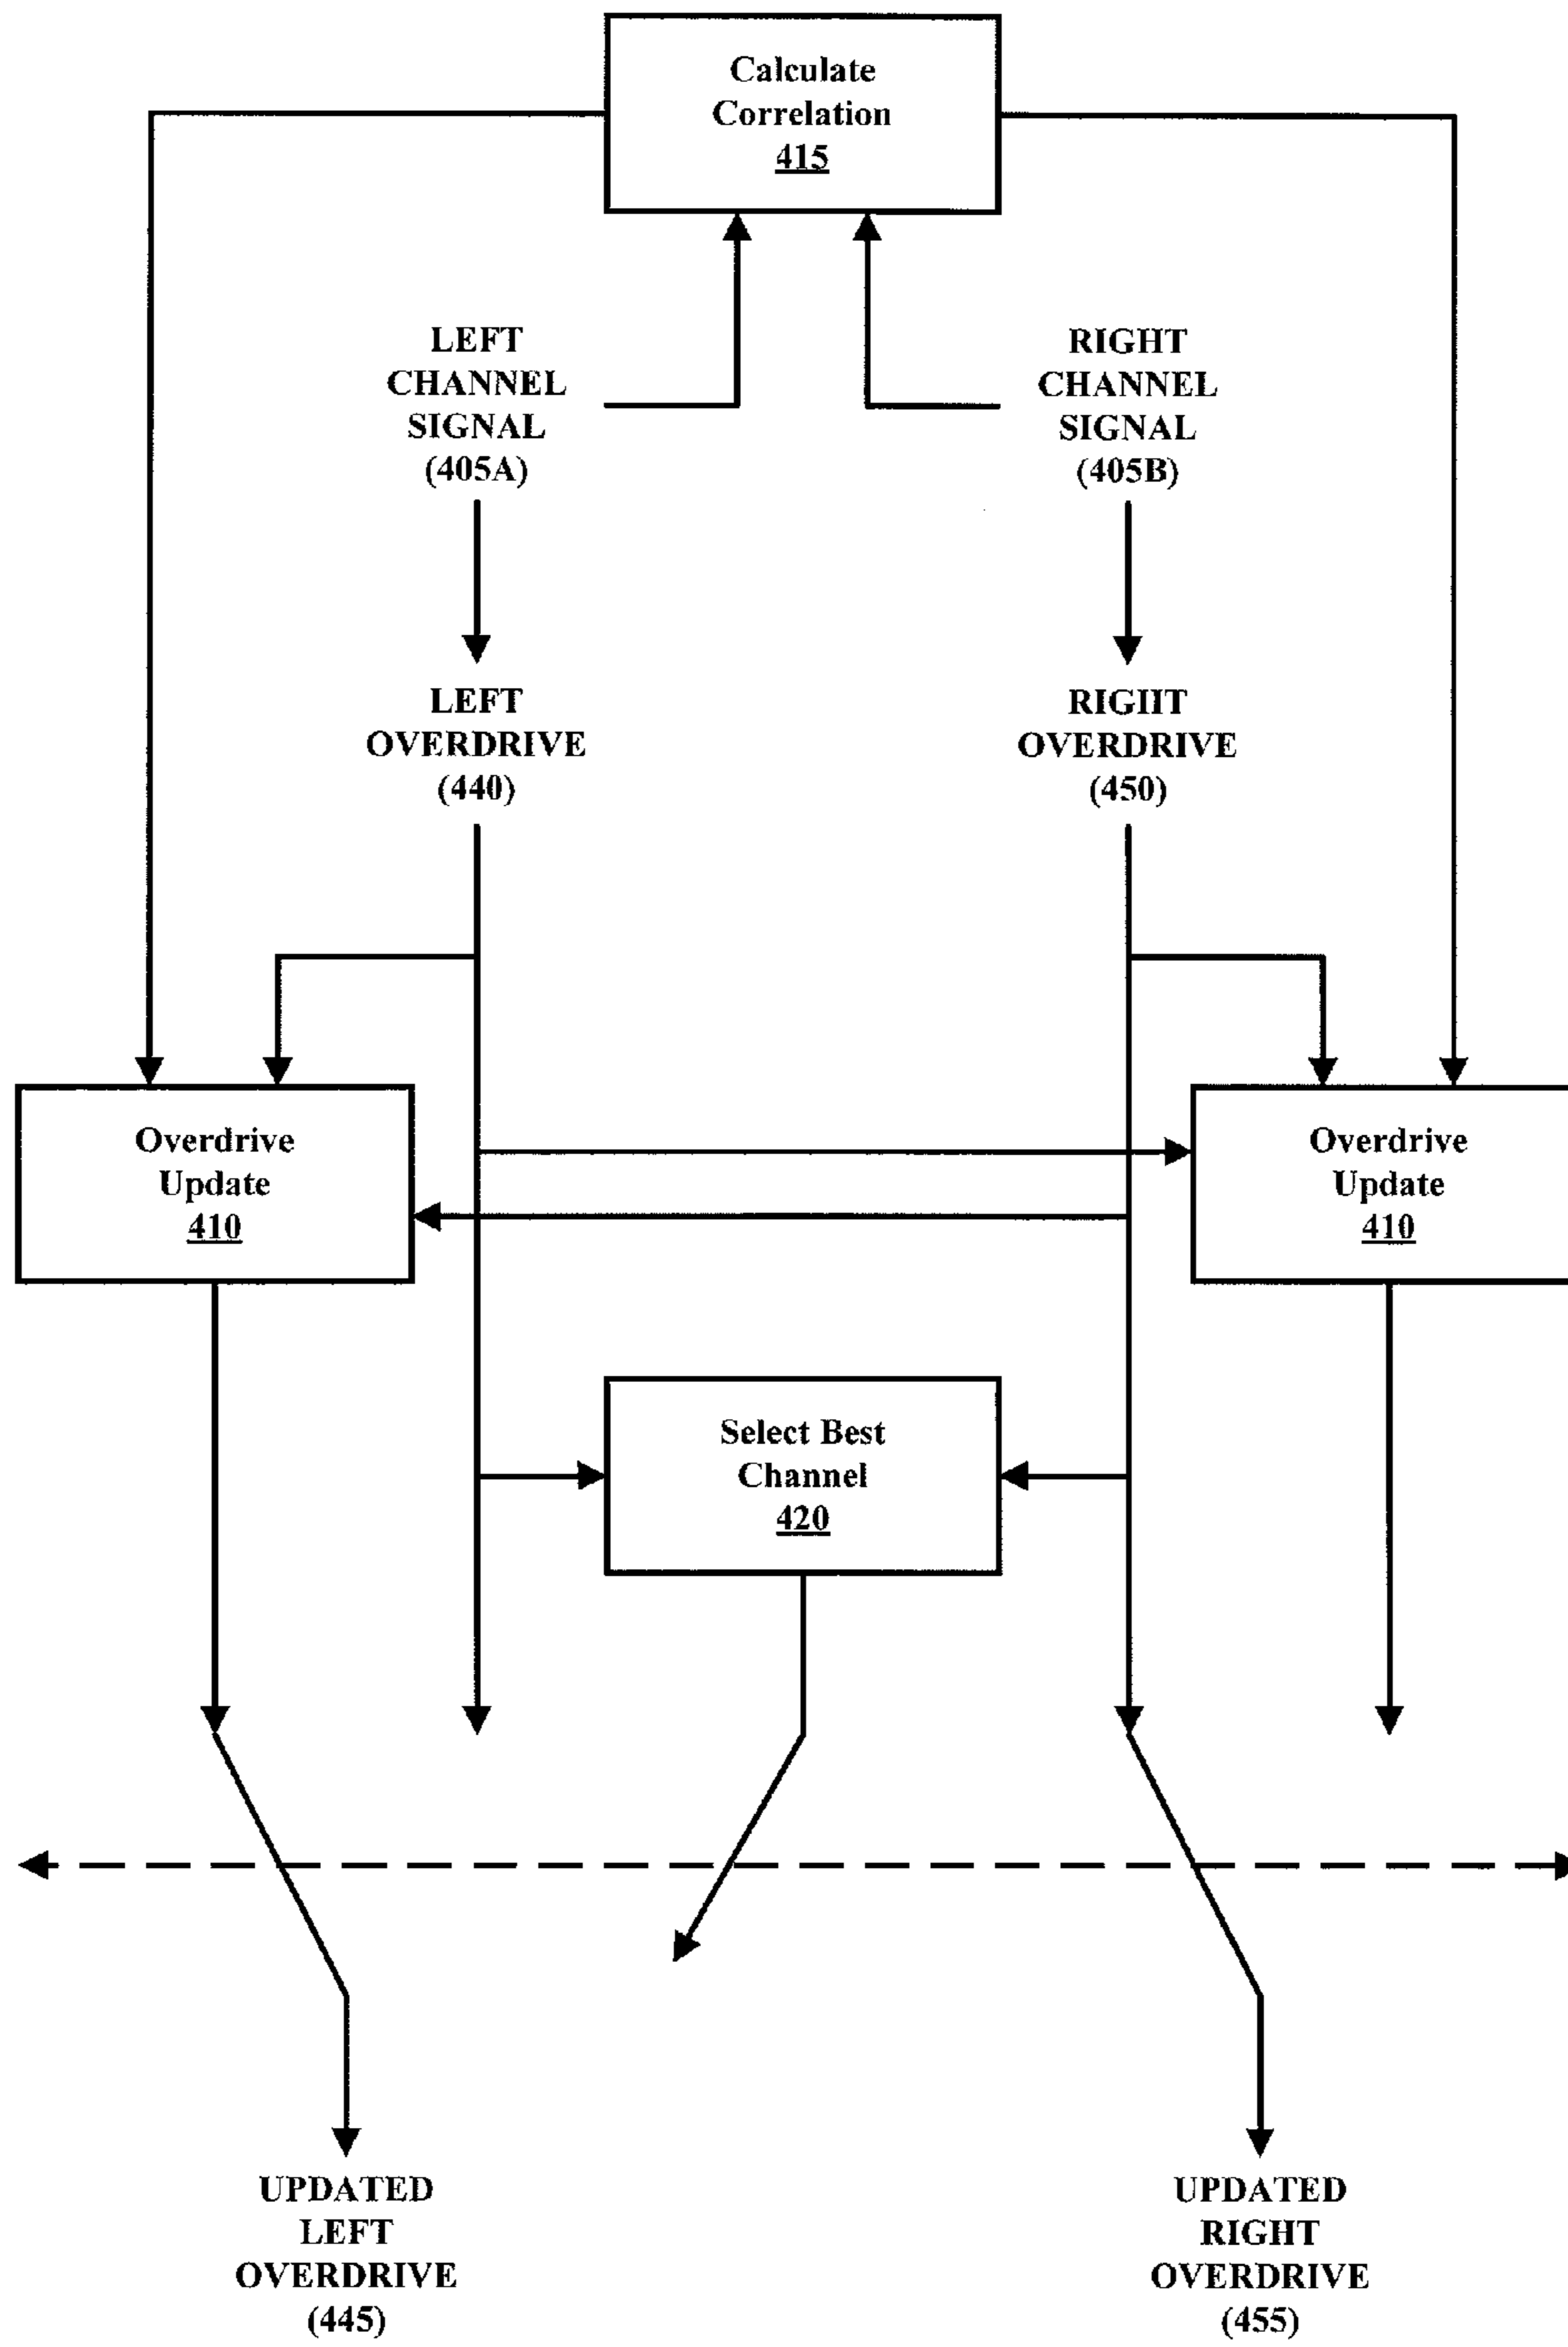 Calculate
Correlation
415
LEFT
CHANNEL
SIGNAL
(405A)
RIGHT
CHANNEL
SIGNAL
(405B)
LEFT
OVERDRIVE
(440)
RIGHT
OVERDRIVE
(450)
Overdrive
Update
410
Overdrive
Update
410
Select Best
Channel
420
UPDATED
LEFT
OVERDRIVE
(445)
UPDATED
RIGHT
OVERDRIVE
(455)